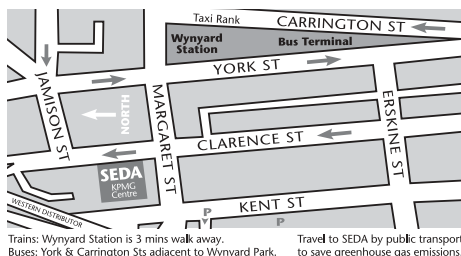 Taxi Rank
CARRINGTON ST
Wynyard
Station
Bus Terminal
YORK ST
JAMISON ST
NORTH
MARGARET ST
ERSKINE ST
CLARENCE ST
SEDA
KPMG
Centre
KENT ST
WESTERN DISTRIBUTOR
P
P
Trains: Wynyard Station is 3 mins walk away.
Buses: York & Carrington Sts adjacent to Wynyard Park.
Travel to SEDA by public transport
to save greenhouse gas emissions.